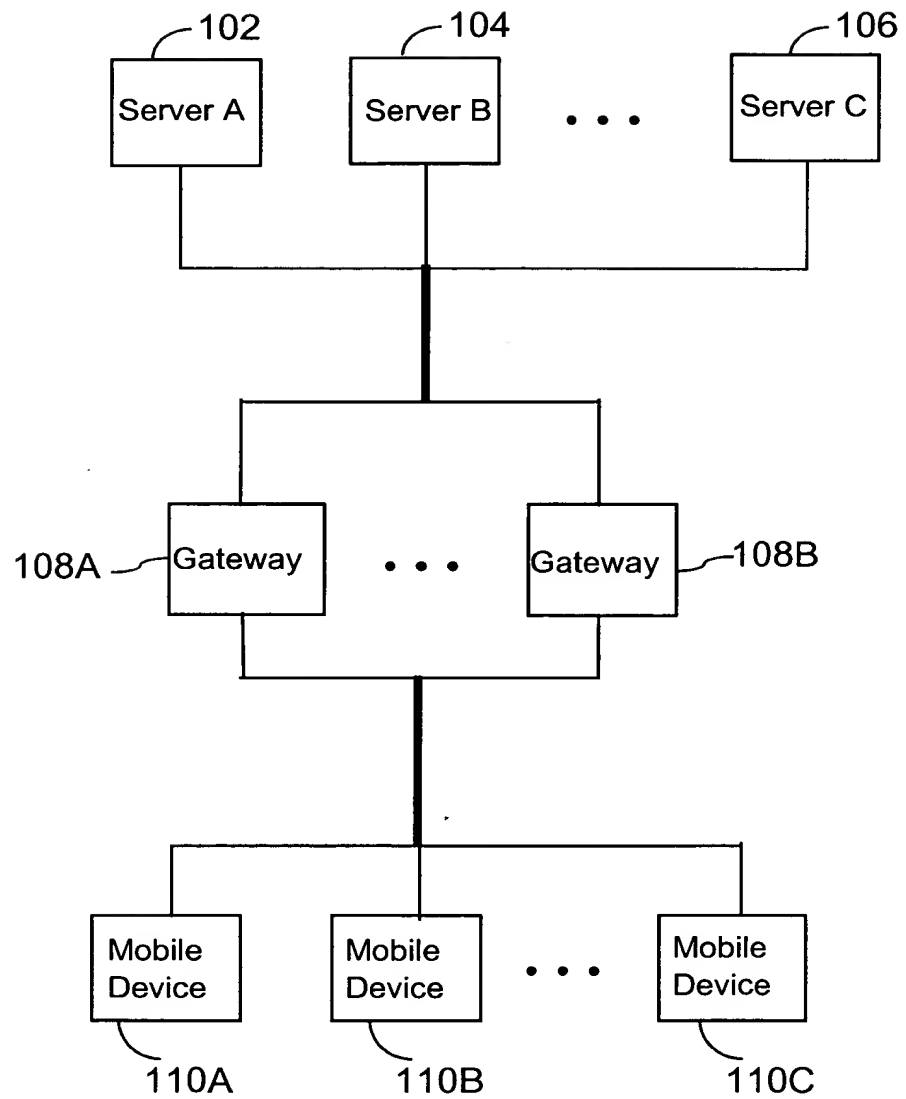 102
104
106
Server A
Server B
Server C
108A
Gateway
Gateway
108B
Mobile
Device
Mobile
Device
Mobile
Device
110A
110B
110C